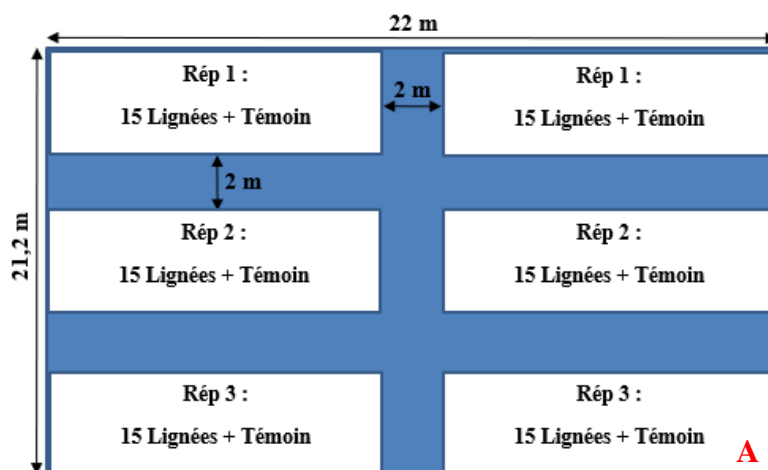 22 m
Rép 1 :
15 Lignées + Témoin
2 m
Rép 1 :
15 Lignées + Témoin
2 m
21,2 m
Rép 2 :
15 Lignées + Témoin
Rép 2 :
15 Lignées + Témoin
Rép 3 :
15 Lignées + Témoin
Rép 3 :
15 Lignées + Témoin
A